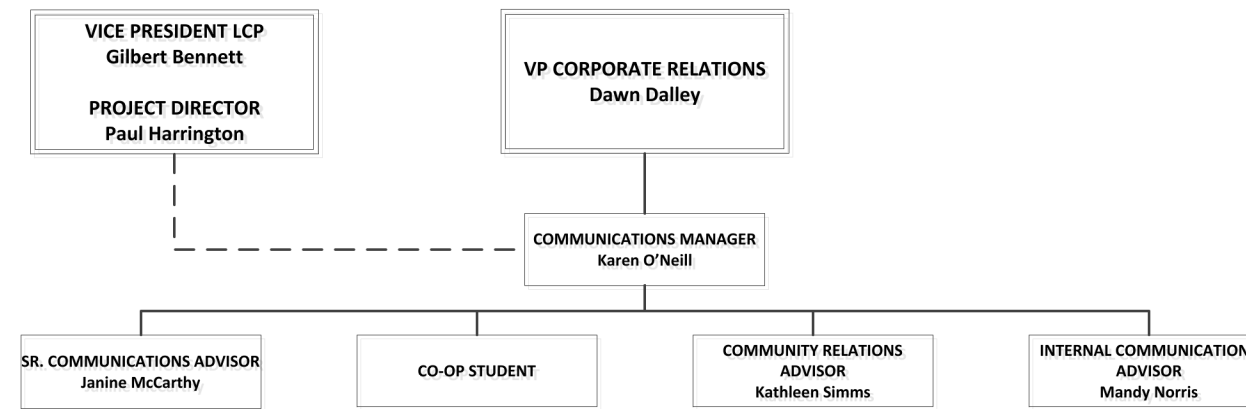 VICE PRESIDENT LCP
Gilbert Bennett
PROJECT DIRECTOR
Paul Harrington
VP CORPORATE RELATIONS
Dawn Dalley
COMMUNICATIONS MANAGER
Karen O’Neill
SR. COMMUNICATIONS ADVISOR
Janine McCarthy
CO-OP STUDENT
COMMUNITY RELATIONS
ADVISOR
Kathleen Simms
INTERNAL COMMUNICATION
ADVISOR
Mandy Norris